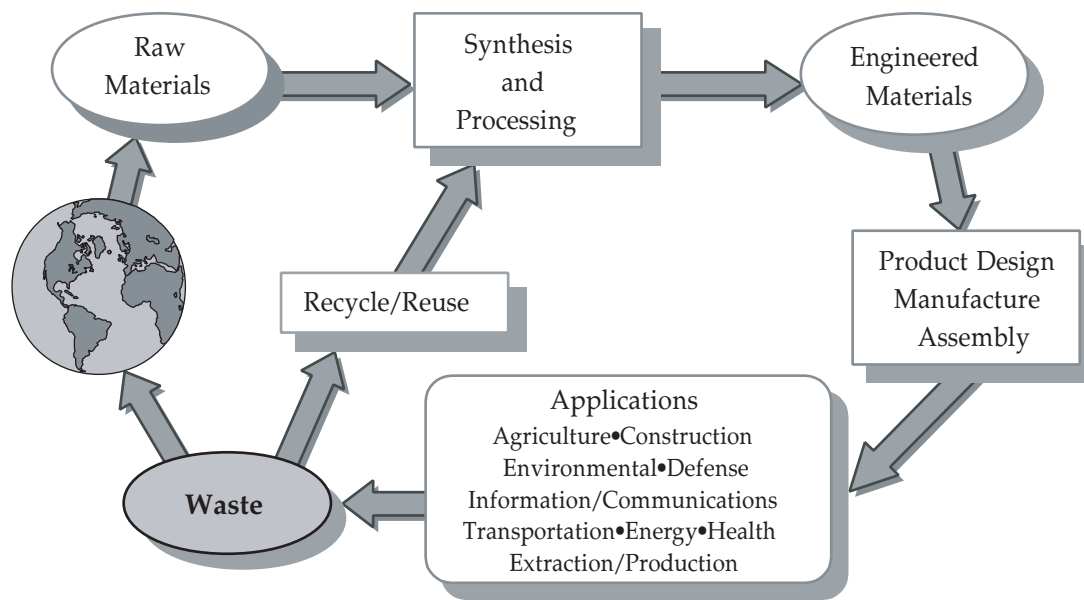 Raw
Materials
Synthesis
and
Processing
Engineered
Materials
Product Design
Manufacture
Assembly
Recycle/Reuse
Applications
Agriculture•Construction
Environmental•Defense
Information/Communications
Transportation•Energy•Health
Extraction/Production
Waste